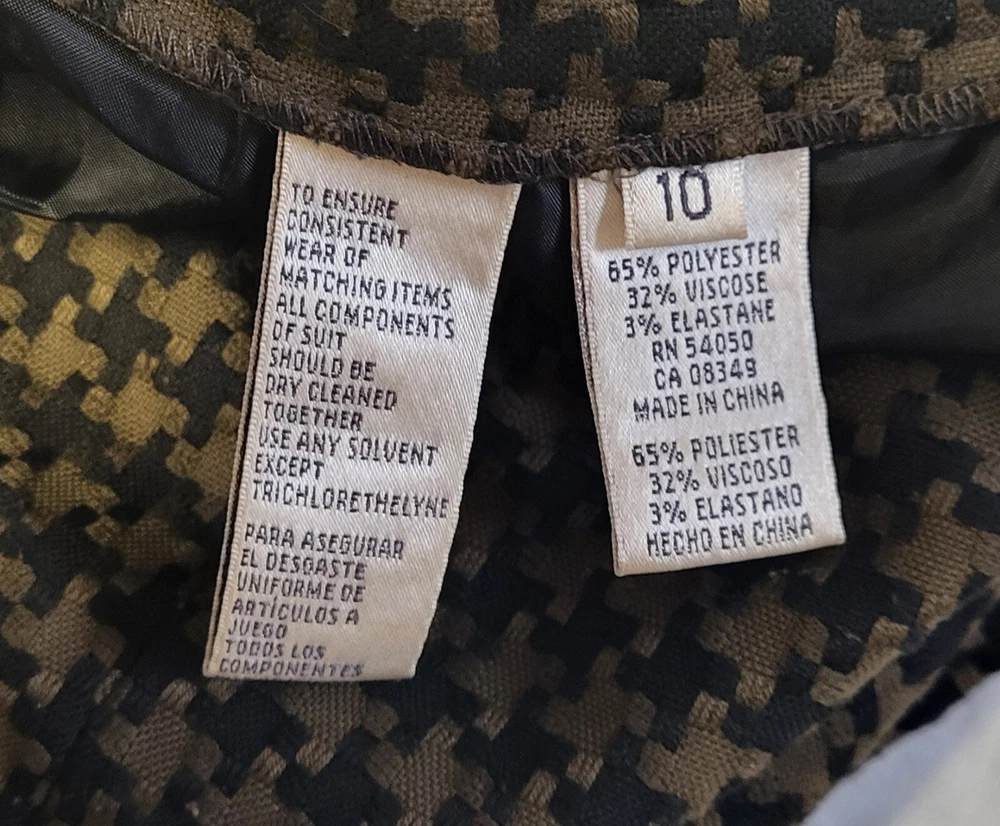 TO ENSURE
CONSISTENT
WEAR OF
MATCHING ITEMS
ALL COMPONENTS
OF SUIT
SHOULD BE
DRY CLEANED
TOGETHER
USE ANY SOLVENT
EXCEPT
TRICHLORETHELYNE
PARA ASEGURAR
EL DESGASTE
UNIFORME DE
ARTÍCULOS A
JUEGO
TODOS LOS
COMPONENTES
10
65% POLYESTER
32% VISCOSE
3% ELASTANE
RN 54050
CA 08349
MADE IN CHINA
65% POLIESTER
32% VISCOSO
3% ELASTANO
HECHO EN CHINA